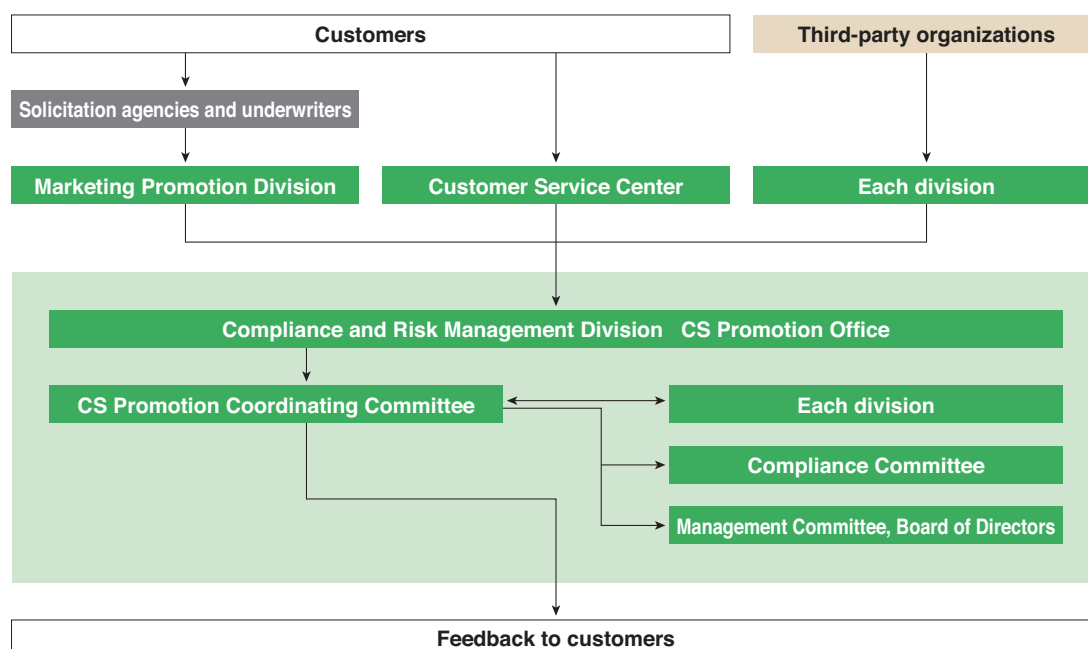 Customers
Third-party organizations
Solicitation agencies and underwriters
Marketing Promotion Division
Customer Service Center
Each division
Compliance and Risk Management Division CS Promotion Office
CS Promotion Coordinating Committee
Each division
Compliance Committee
Management Committee, Board of Directors
Feedback to customers